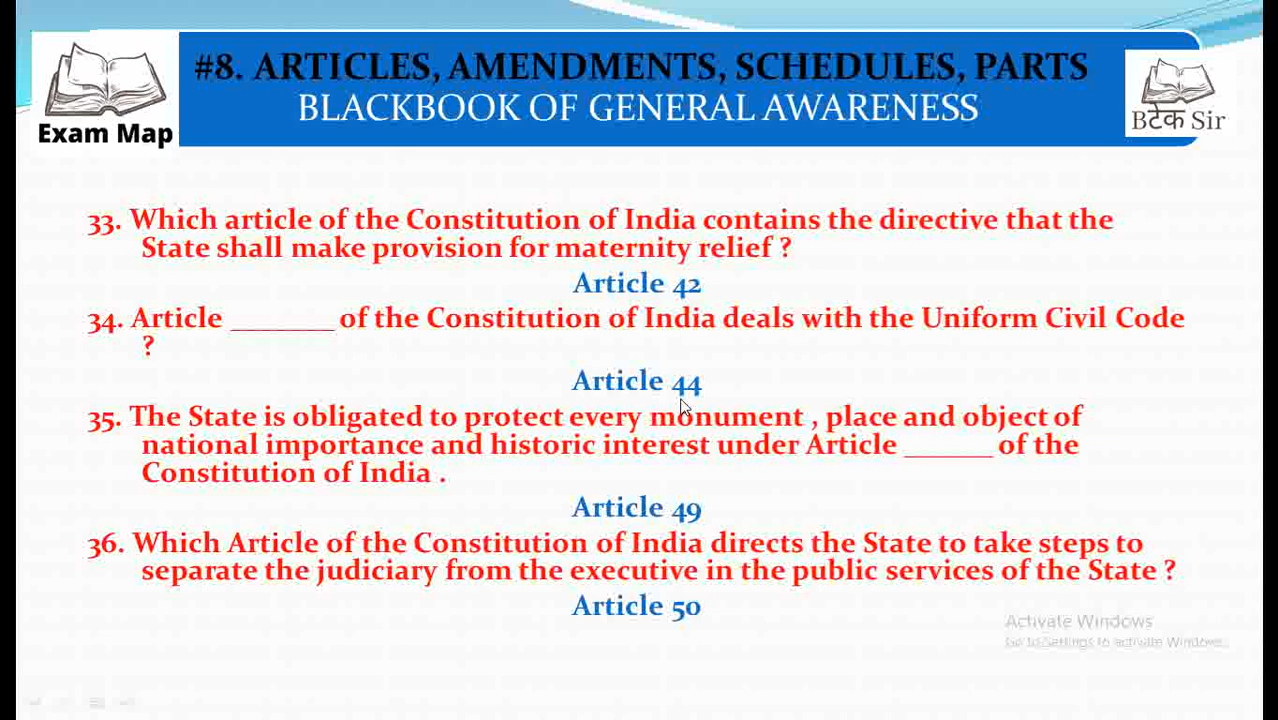 #8. ARTICLES, AMENDMENTS, SCHEDULES, PARTS
BLACKBOOK OF GENERAL AWARENESS
Exam Map
Bटेक Sir
33. Which article of the Constitution of India contains the directive that the
State shall make provision for maternity relief ?
Article 42
34. Article _______ of the Constitution of India deals with the Uniform Civil Code
?
Article 44
35. The State is obligated to protect every monument , place and object of
national importance and historic interest under Article ______ of the
Constitution of India .
Article 49
36. Which Article of the Constitution of India directs the State to take steps to
separate the judiciary from the executive in the public services of the State ?
Article 50
Activate Windows
Go to Settings to activate Windows.